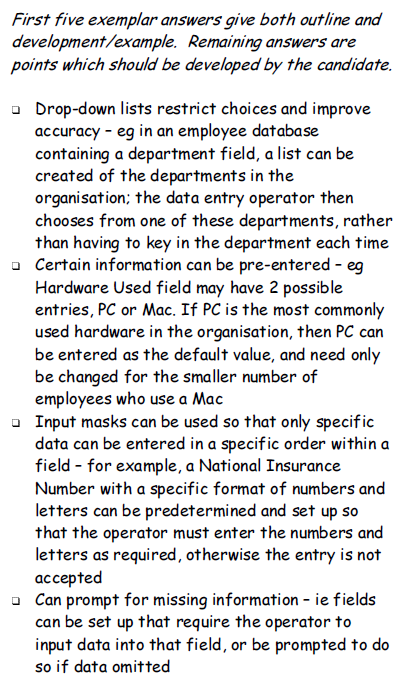 First five exemplar answers give both outline and
development/example. Remaining answers are
points which should be developed by the candidate.
❑ Drop-down lists restrict choices and improve
accuracy – eg in an employee database
containing a department field, a list can be
created of the departments in the
organisation; the data entry operator then
chooses from one of these departments, rather
than having to key in the department each time
❑ Certain information can be pre-entered – eg
Hardware Used field may have 2 possible
entries, PC or Mac. If PC is the most commonly
used hardware in the organisation, then PC can
be entered as the default value, and need only
be changed for the smaller number of
employees who use a Mac
❑ Input masks can be used so that only specific
data can be entered in a specific order within a
field – for example, a National Insurance
Number with a specific format of numbers and
letters can be predetermined and set up so
that the operator must enter the numbers and
letters as required, otherwise the entry is not
accepted
❑ Can prompt for missing information – ie fields
can be set up that require the operator to
input data into that field, or be prompted to do
so if data omitted